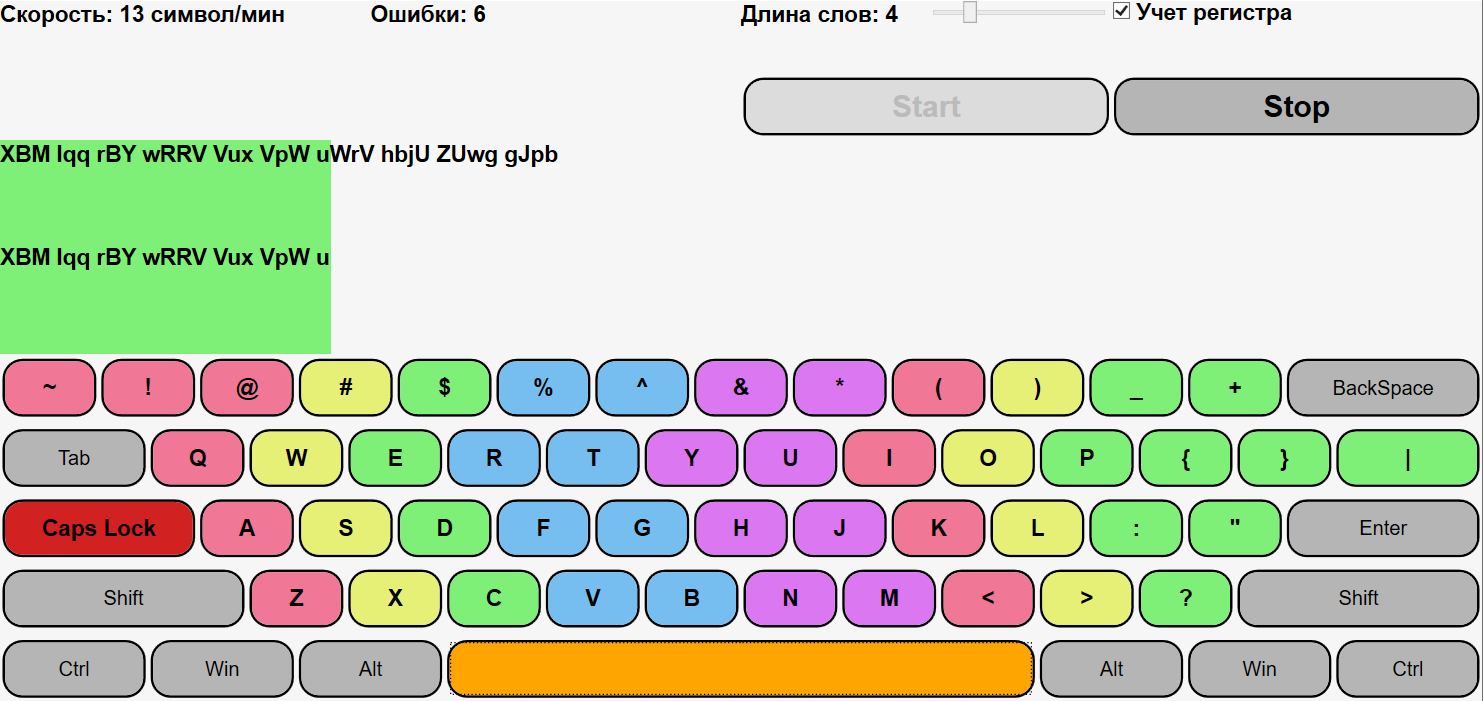 Скорость: 13 символ/мин Ошибки: 6 Длина слов: 4 Учет регистра
Start Stop
XBM Iqq rBY wRRV Vux VpW uWrV hbjU ZUwg gJpb
XBM Iqq rBY wRRV Vux VpW u
~ ! @ # $ % ^ & * ( ) _ + BackSpace
Tab Q W E R T Y U I O P { } |
Caps Lock A S D F G H J K L : " Enter
Shift Z X C V B N M < > ? Shift
Ctrl Win Alt Alt Win Ctrl